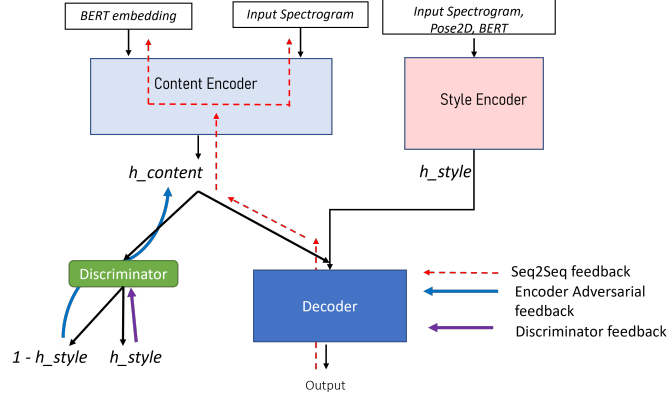 BERT embedding
Input Spectrogram
Input Spectrogram,
Pose2D, BERT
Content Encoder
Style Encoder
h_content
h_style
Discriminator
Decoder
Seq2Seq feedback
Encoder Adversarial
feedback
Discriminator feedback
1 - h_style
h_style
Output